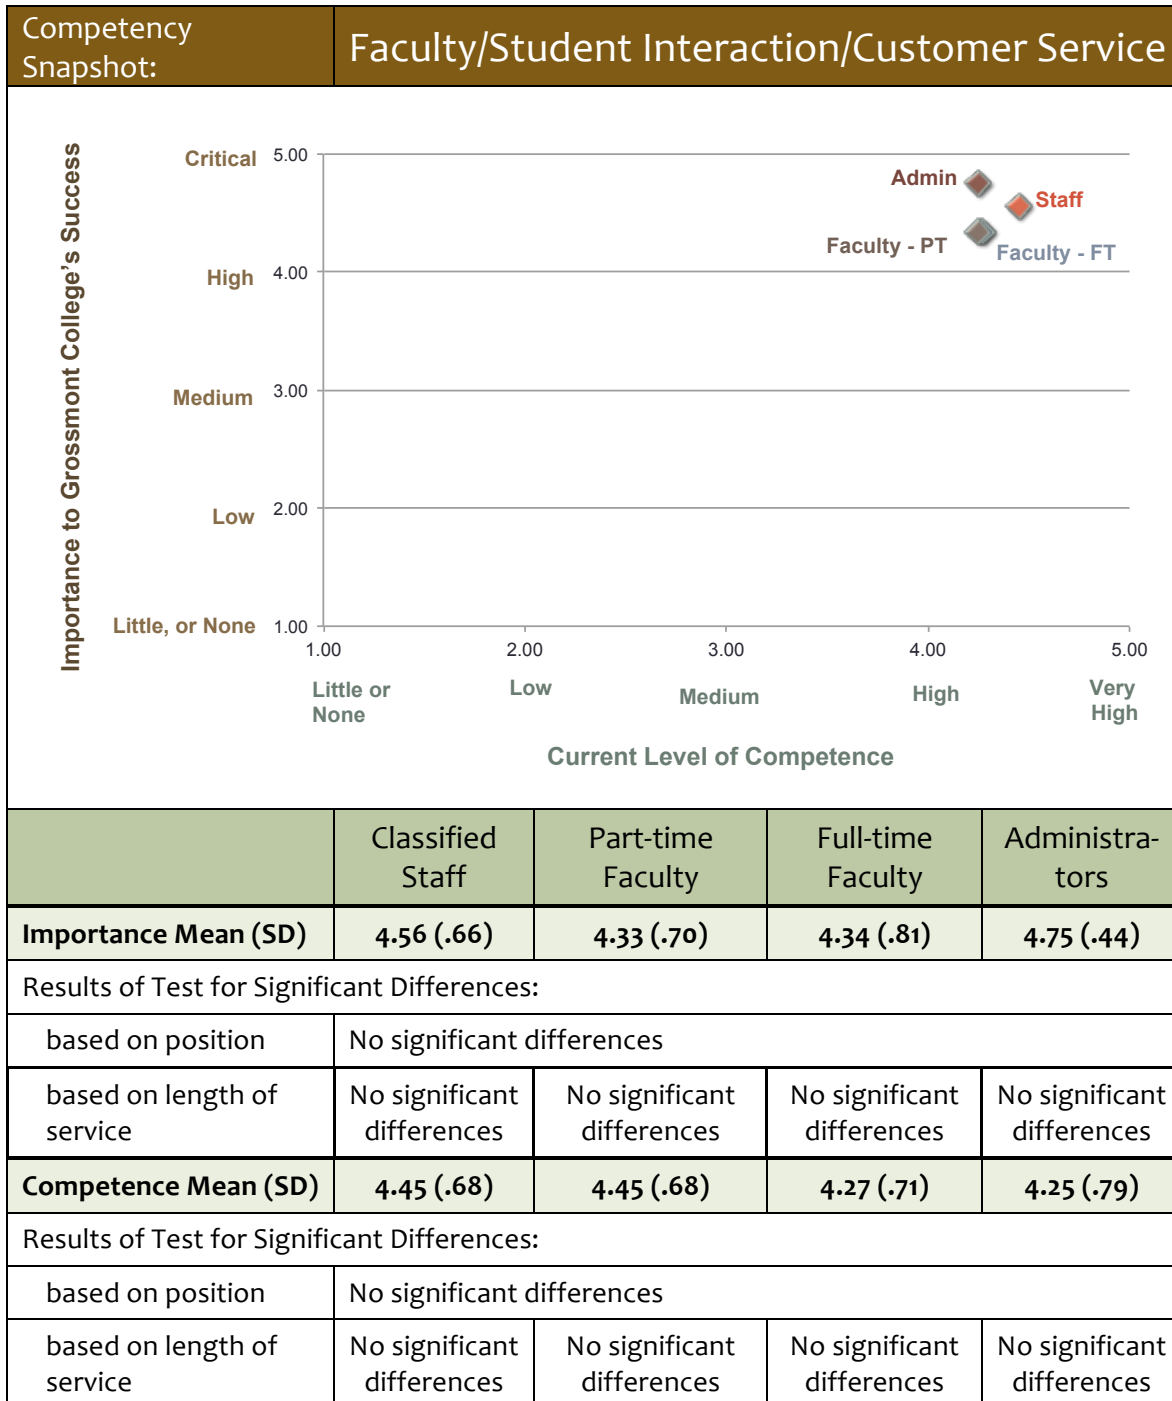 Competency
Snapshot:
Faculty/Student Interaction/Customer Service
Importance to Grossmont College's Success
Critical 5.00
High 4.00
Medium 3.00
Low 2.00
Little, or None 1.00
Admin
Staff
Faculty - PT
Faculty - FT
1.00 2.00 3.00 4.00 5.00
Little or
None
Low
Medium
High
Very
High
Current Level of Competence
Classified
Staff
Part-time
Faculty
Full-time
Faculty
Administra-
tors
Importance Mean (SD) 4.56 (.66) 4.33 (.70) 4.34 (.81) 4.75 (.44)
Results of Test for Significant Differences:
based on position No significant differences
based on length of
service
No significant
differences
No significant
differences
No significant
differences
No significant
differences
Competence Mean (SD) 4.45 (.68) 4.45 (.68) 4.27 (.71) 4.25 (.79)
Results of Test for Significant Differences:
based on position No significant differences
based on length of
service
No significant
differences
No significant
differences
No significant
differences
No significant
differences